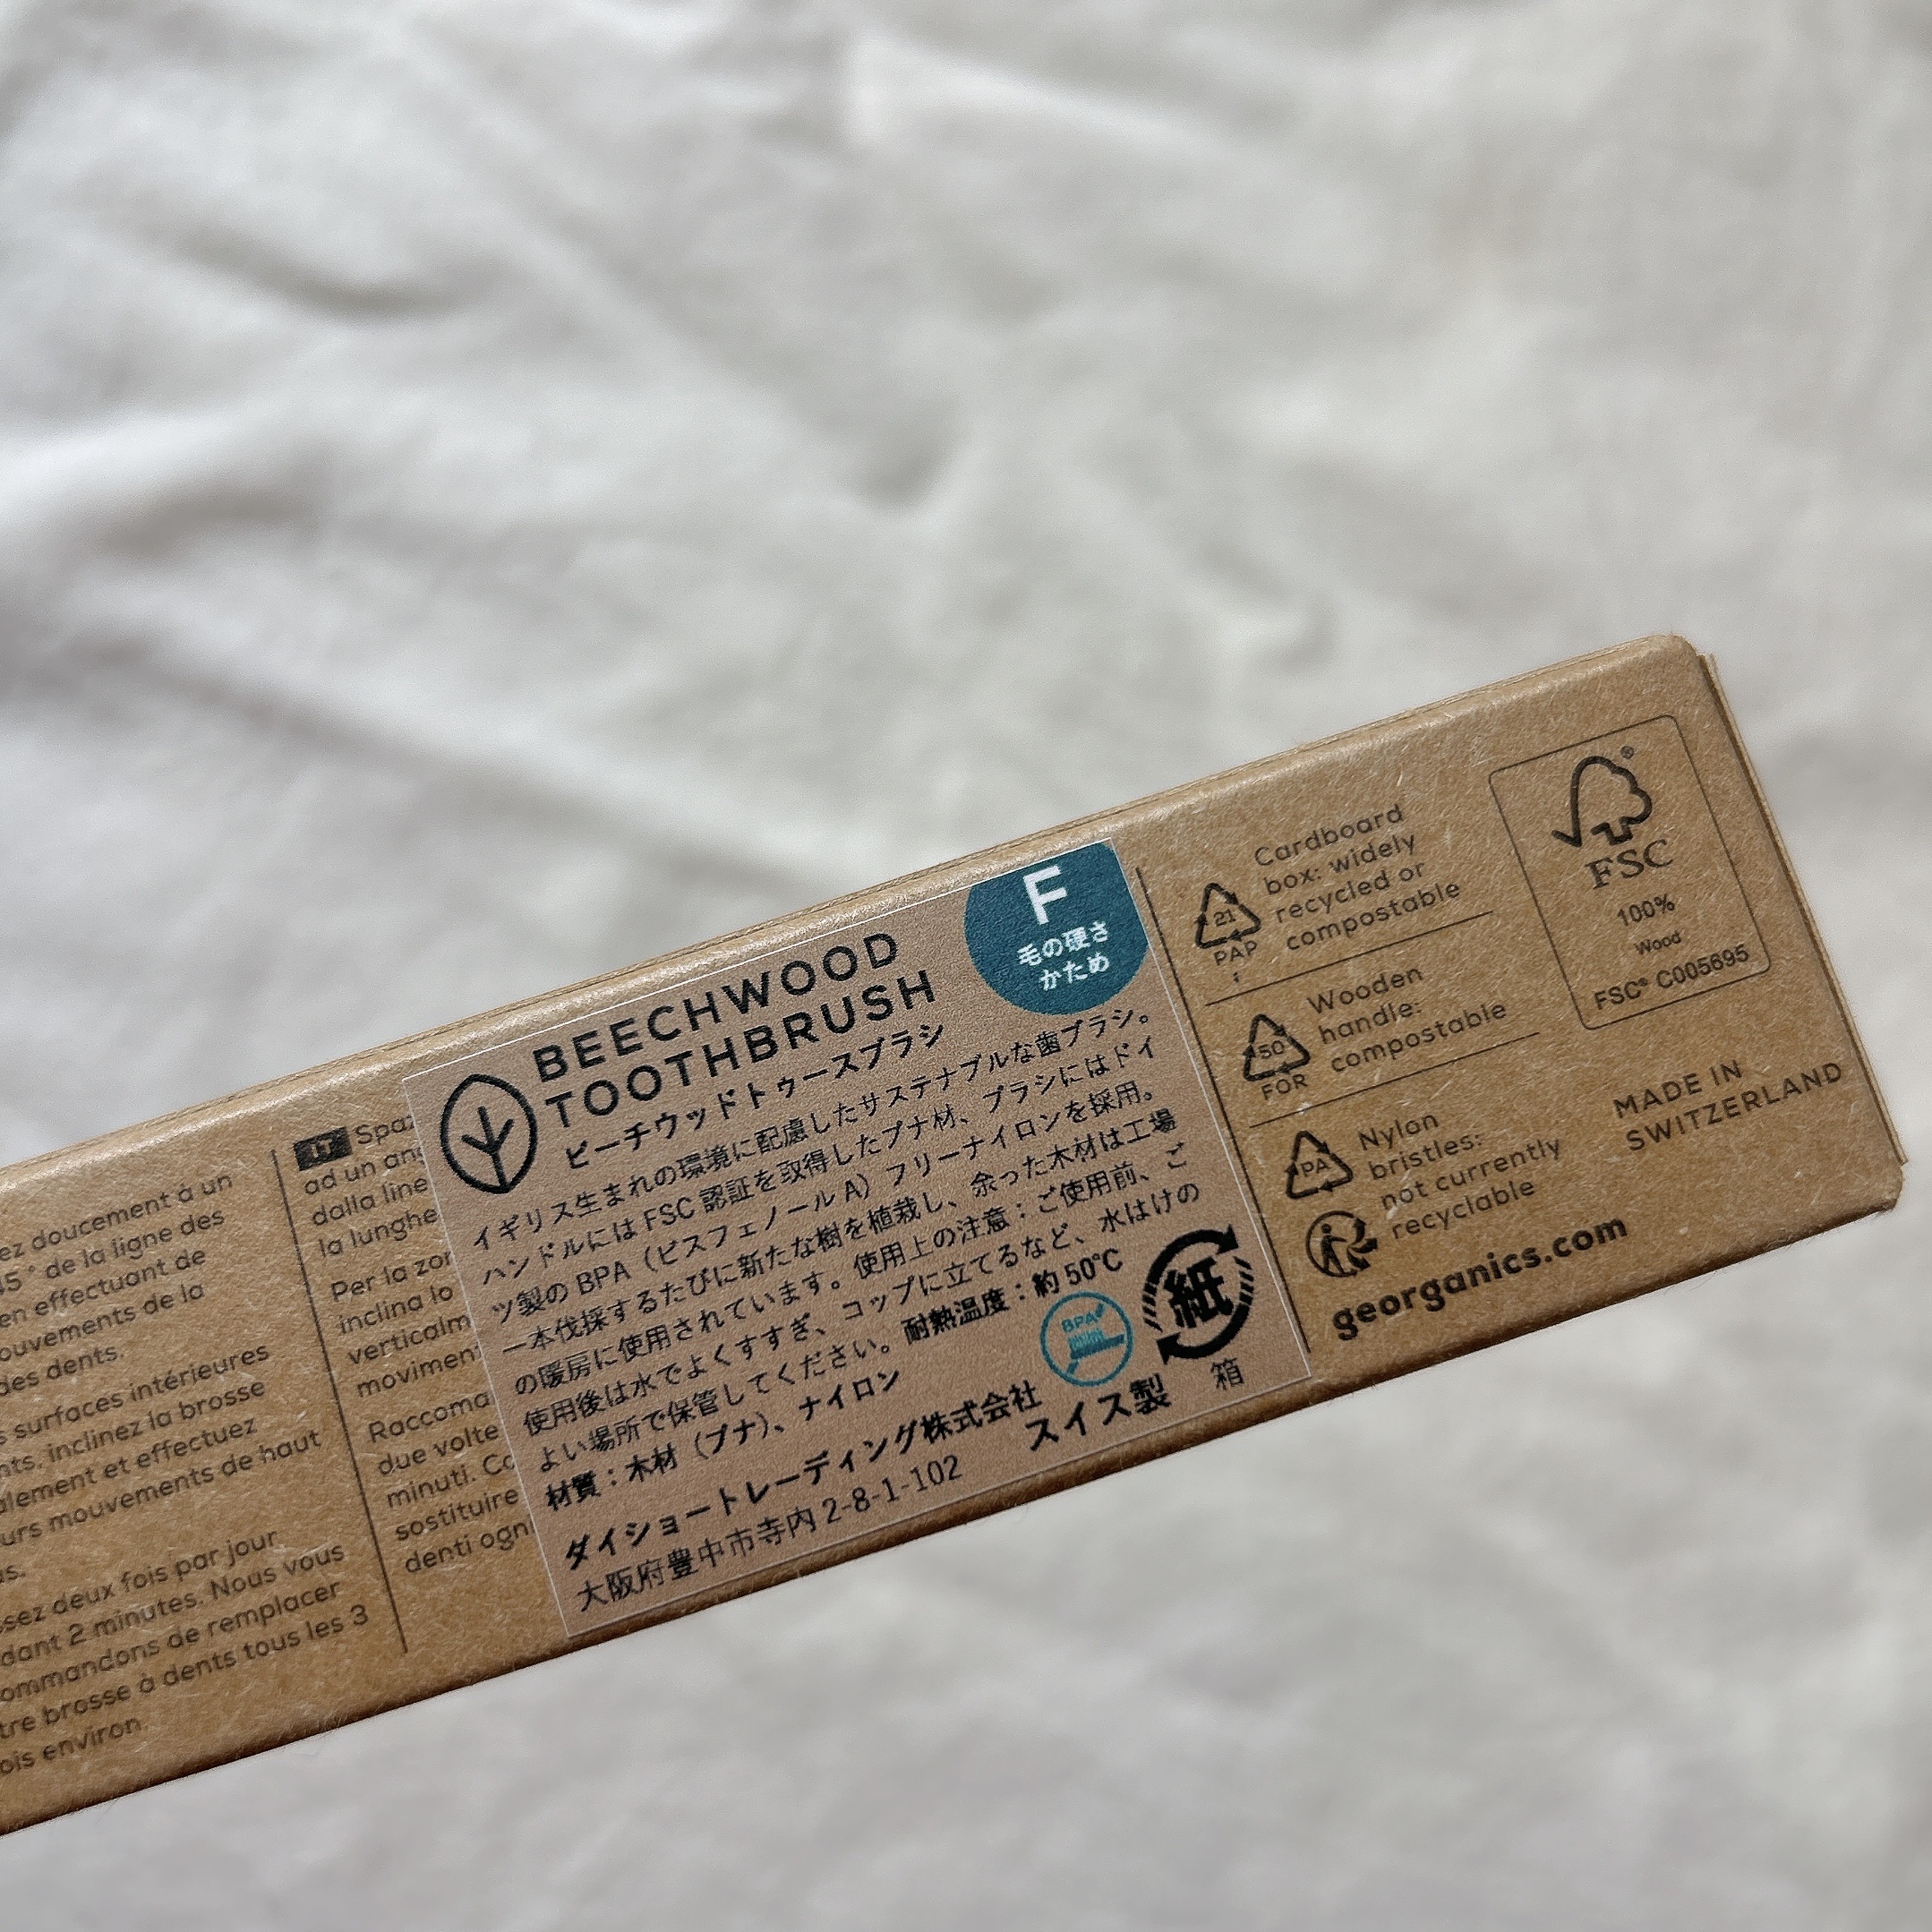 ez doucement à un
45° de la ligne des
en effectuant de
ouvements de la
des dents.
s surfaces intérieures
nts, inclinez la brosse
alement et effectuez
urs mouvements de haut
as.
ssez deux fois par jour
dant 2 minutes. Nous vous
ommandons de remplacer
tre brosse à dents tous les 3
ois environ.
IT Spaz
ad un ang
dalla line
la lunghe
Per la zon
inclina lo
verticalm
moviment
Raccoma
due volte
minuti. Co
sostituire
denti ogni
BEECHWOOD
TOOTHBRUSH
ビーチウッドトゥースブラシ
F
毛の硬さ
かため
イギリス生まれの環境に配慮したサステナブルな歯ブラシ。
ハンドルには FSC 認証を取得したブナ材、ブラシにはドイ
ツ製の BPA（ビスフェノール A）フリーナイロンを採用。
一本伐採するたびに新たな樹を植栽し、余った木材は工場
の暖房に使用されています。使用上の注意：ご使用前、ご
使用後は水でよくすすぎ、コップに立てるなど、水はけの
よい場所で保管してください。耐熱温度：約 50℃
材質：木材（ブナ）、ナイロン
BPA
紙
箱
ダイショートレーディング株式会社
スイス製
大阪府豊中市寺内 2-8-1-102
21
PAP
Cardboard
box: widely
recycled or
compostable
50
FOR
Wooden
handle:
compostable
PA
Nylon
bristles:
not currently
recyclable
georganics.com
®
FSC
100%
Wood
FSC® C005695
MADE IN
SWITZERLAND